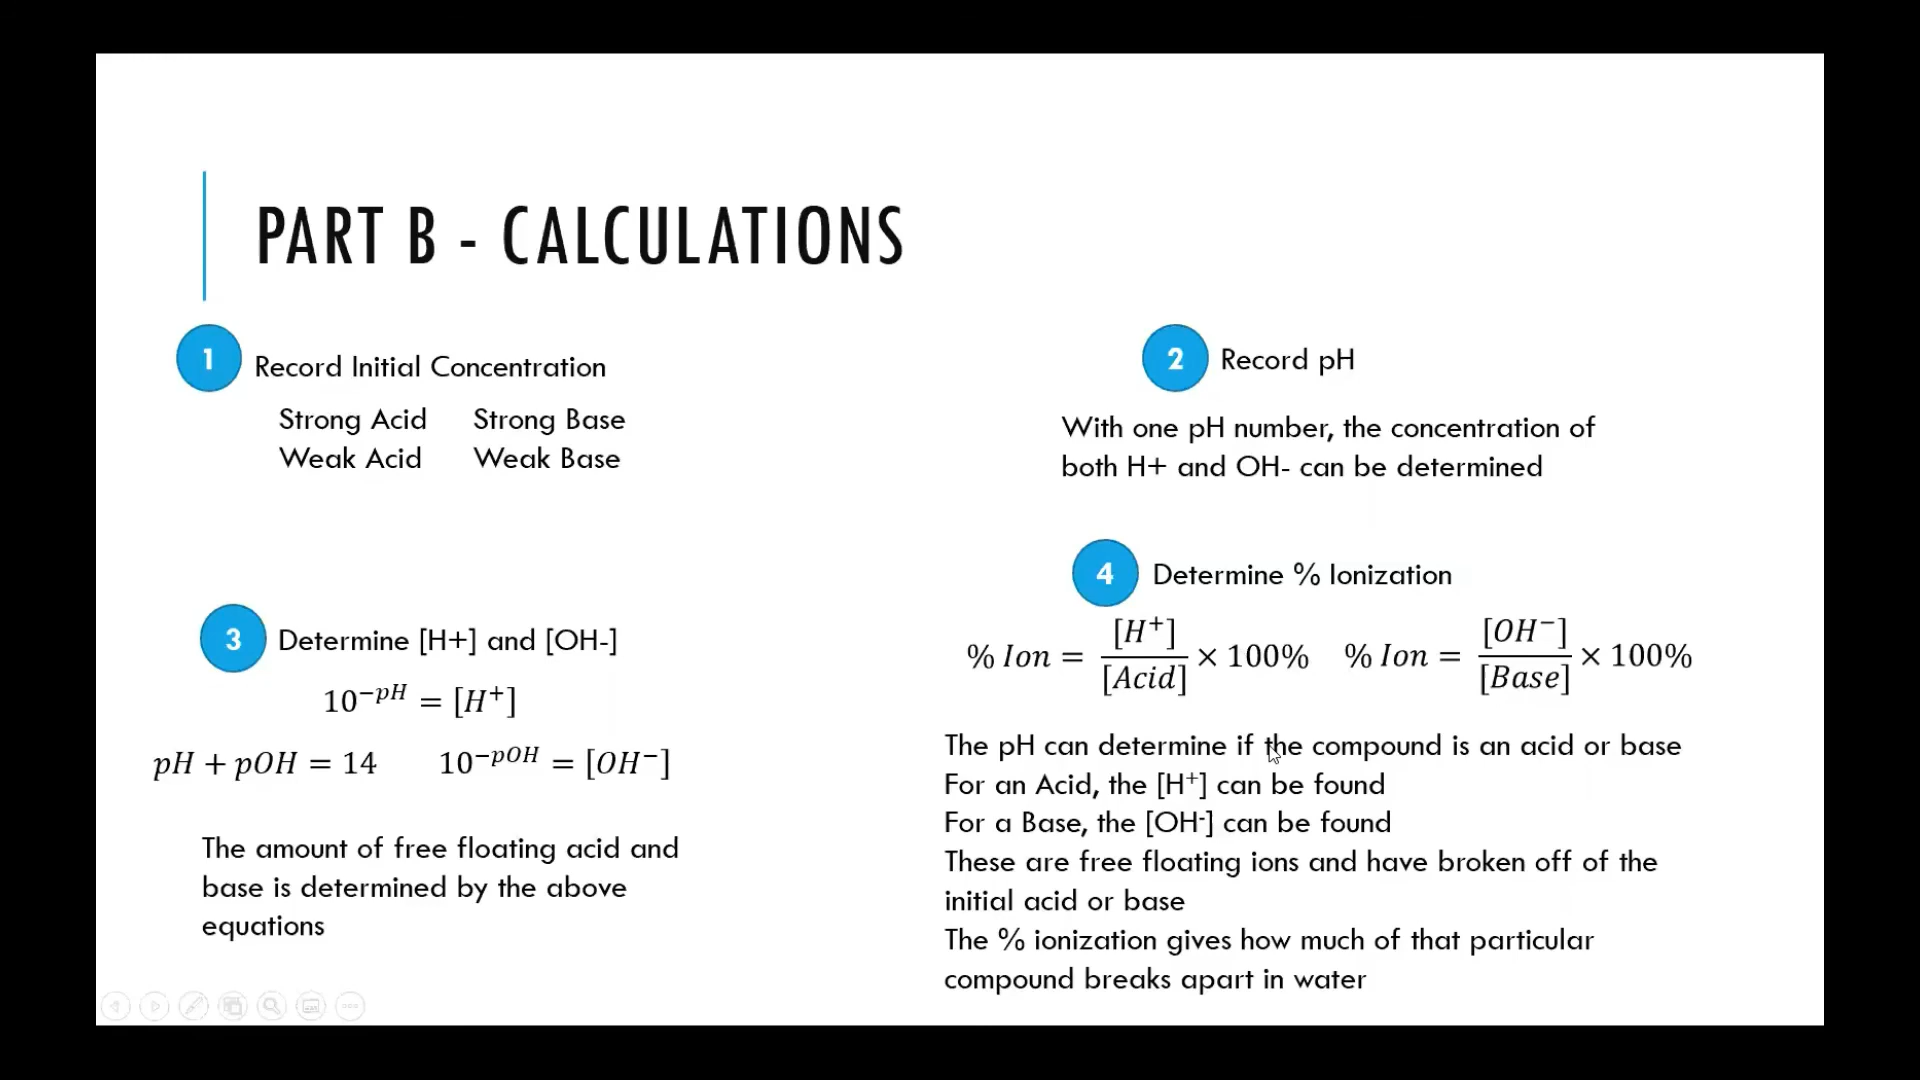 PART B - CALCULATIONS
1
Record Initial Concentration
Strong Acid Strong Base
Weak Acid Weak Base
2
Record pH
With one pH number, the concentration of
both H+ and OH- can be determined
3
Determine [H+] and [OH-]
10^{-pH} = [H⁺]
pH + pOH = 14 10^{-pOH} = [OH⁻]
The amount of free floating acid and
base is determined by the above
equations
4
Determine % Ionization
% Ion = [H⁺]/[Acid] × 100% % Ion = [OH⁻]/[Base] × 100%
The pH can determine if the compound is an acid or base
For an Acid, the [H⁺] can be found
For a Base, the [OH⁻] can be found
These are free floating ions and have broken off of the
initial acid or base
The % ionization gives how much of that particular
compound breaks apart in water